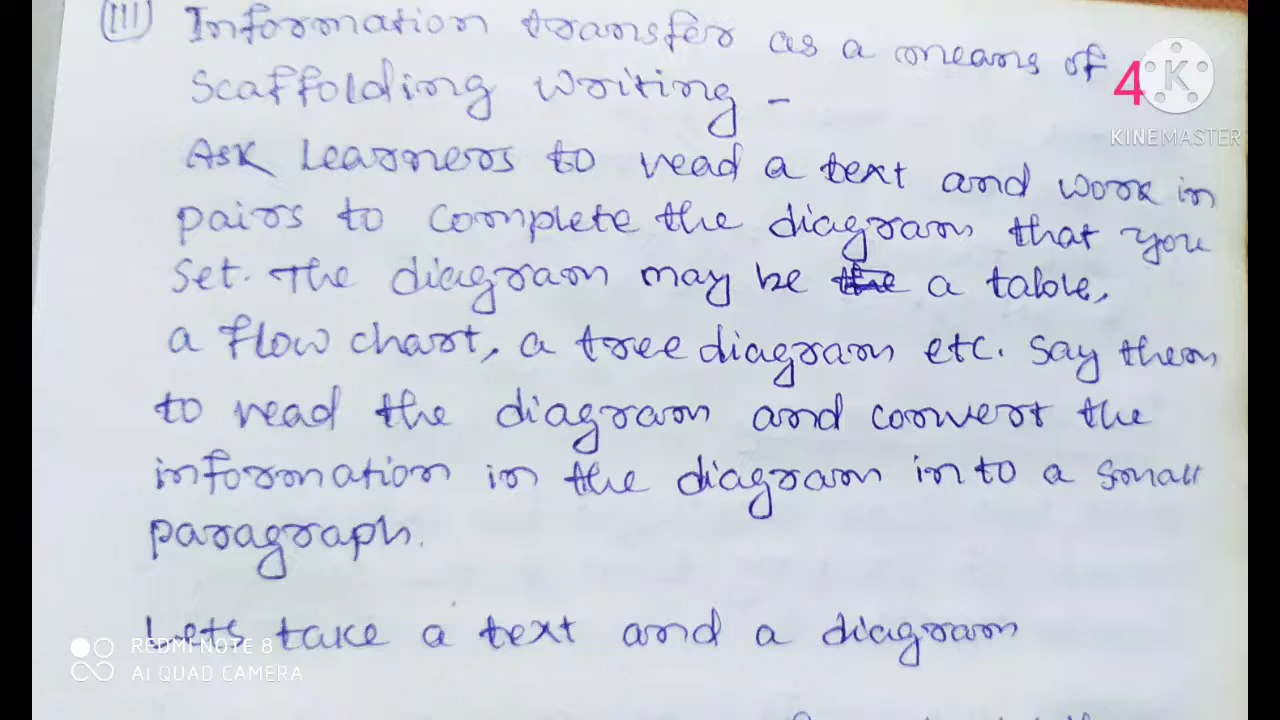 (III) Information transfer as a means of
Scaffolding writing -
Ask learners to read a text and work in
pairs to complete the diagram that you
set. The diagram may be the a table,
a flow chart, a tree diagram etc. Say them
to read the diagram and convert the
information in the diagram in to a small
paragraph.
Lets take a text and a diagram
4
K
KINEMASTER
REDMI NOTE 8
AI QUAD CAMERA